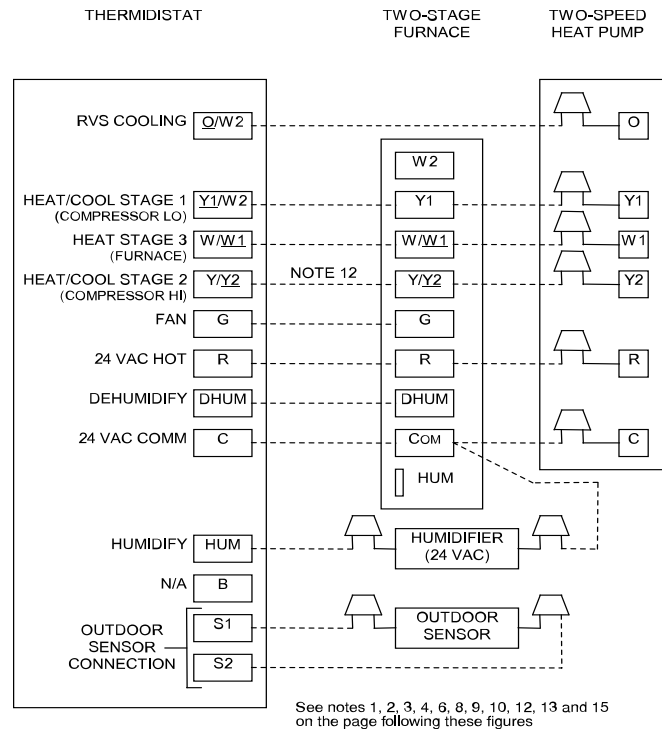 THERMIDISTAT TWO-STAGE FURNACE TWO-SPEED HEAT PUMP
RVS COOLING O/W2 O
W2
HEAT/COOL STAGE 1 (COMPRESSOR LO) Y1/W2 Y1 Y1
HEAT STAGE 3 (FURNACE) W/W1 W/W1 W1
HEAT/COOL STAGE 2 (COMPRESSOR HI) Y/Y2 NOTE 12 Y/Y2 Y2
FAN G G
24 VAC HOT R R R
DEHUMIDIFY DHUM DHUM
24 VAC COMM C COM C
HUM
HUMIDIFY HUM HUMIDIFIER (24 VAC)
N/A B
OUTDOOR SENSOR CONNECTION S1 OUTDOOR SENSOR
S2
See notes 1, 2, 3, 4, 6, 8, 9, 10, 12, 13 and 15
on the page following these figures